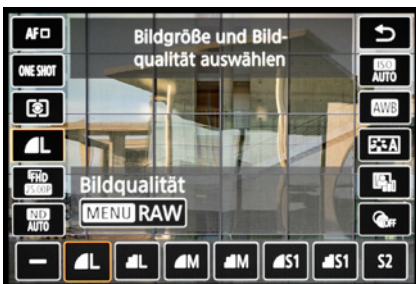 AF
Bildgröße und Bild-
qualität auswählen
ONE SHOT
ISO
AUTO
AWB
L
A
FHD
Bildqualität
MENU RAW
ND
AUTO
OFF
L
L
M
M
S1
S1
S2